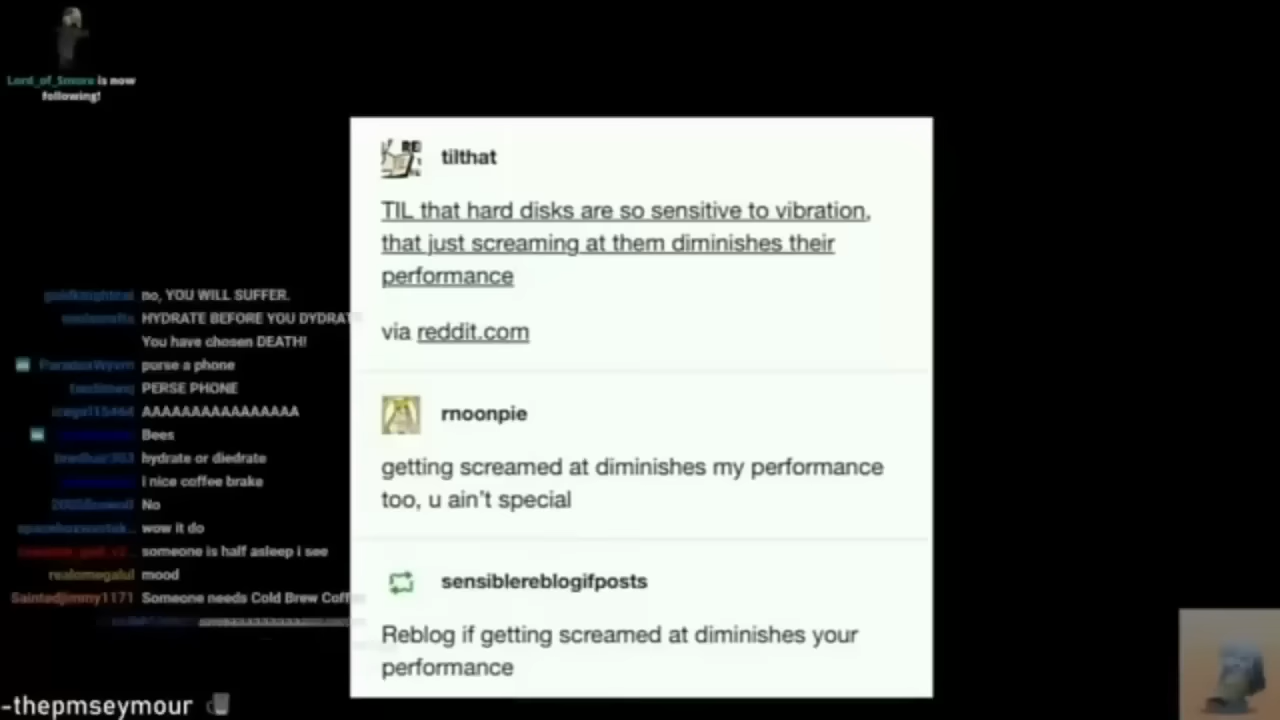 Lord_of_Smore is now
following!
tilthat
TIL that hard disks are so sensitive to vibration,
that just screaming at them diminishes their
performance
via reddit.com
rnoonpie
getting screamed at diminishes my performance
too, u ain't special
sensiblereblogifposts
Reblog if getting screamed at diminishes your
performance
no, YOU WILL SUFFER.
HYDRATE BEFORE YOU DYDRAT
You have chosen DEATH!
ParadoxWyvern purse a phone
PERSE PHONE
AAAAAAAAAAAAAAAA
Bees
hydrate or diedrate
i nice coffee brake
No
wow it do
someone is half asleep i see
realomegalul mood
Saintedjimmy1171 Someone needs Cold Brew Coff
-thepmseymour